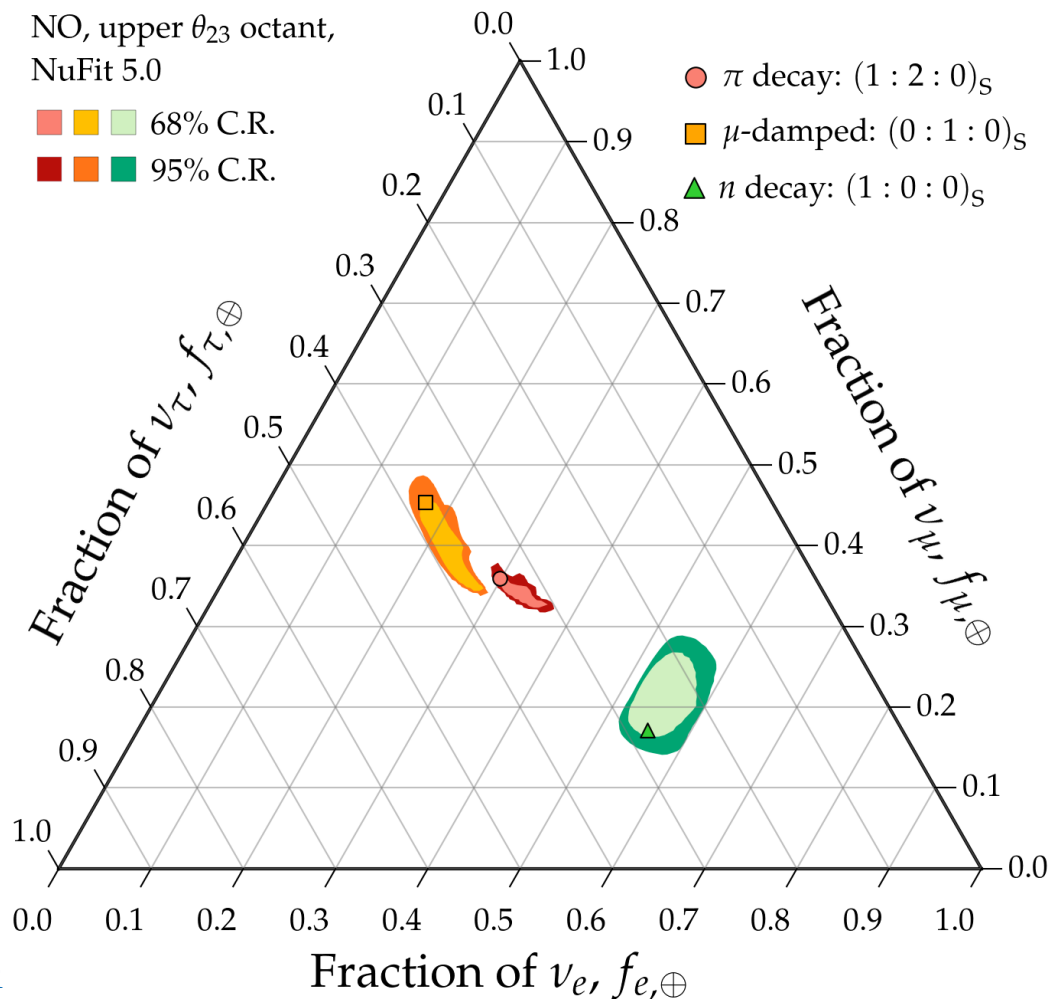 NO, upper θ₂₃ octant,
NuFit 5.0
68% C.R.
95% C.R.
π decay: (1 : 2 : 0)S
μ-damped: (0 : 1 : 0)S
n decay: (1 : 0 : 0)S
Fraction of ντ, fτ,⊕
0.0
0.1
0.2
0.3
0.4
0.5
0.6
0.7
0.8
0.9
1.0
Fraction of νμ, fμ,⊕
1.0
0.9
0.8
0.7
0.6
0.5
0.4
0.3
0.2
0.1
0.0
0.0 0.1 0.2 0.3 0.4 0.5 0.6 0.7 0.8 0.9 1.0
Fraction of νe, fe,⊕